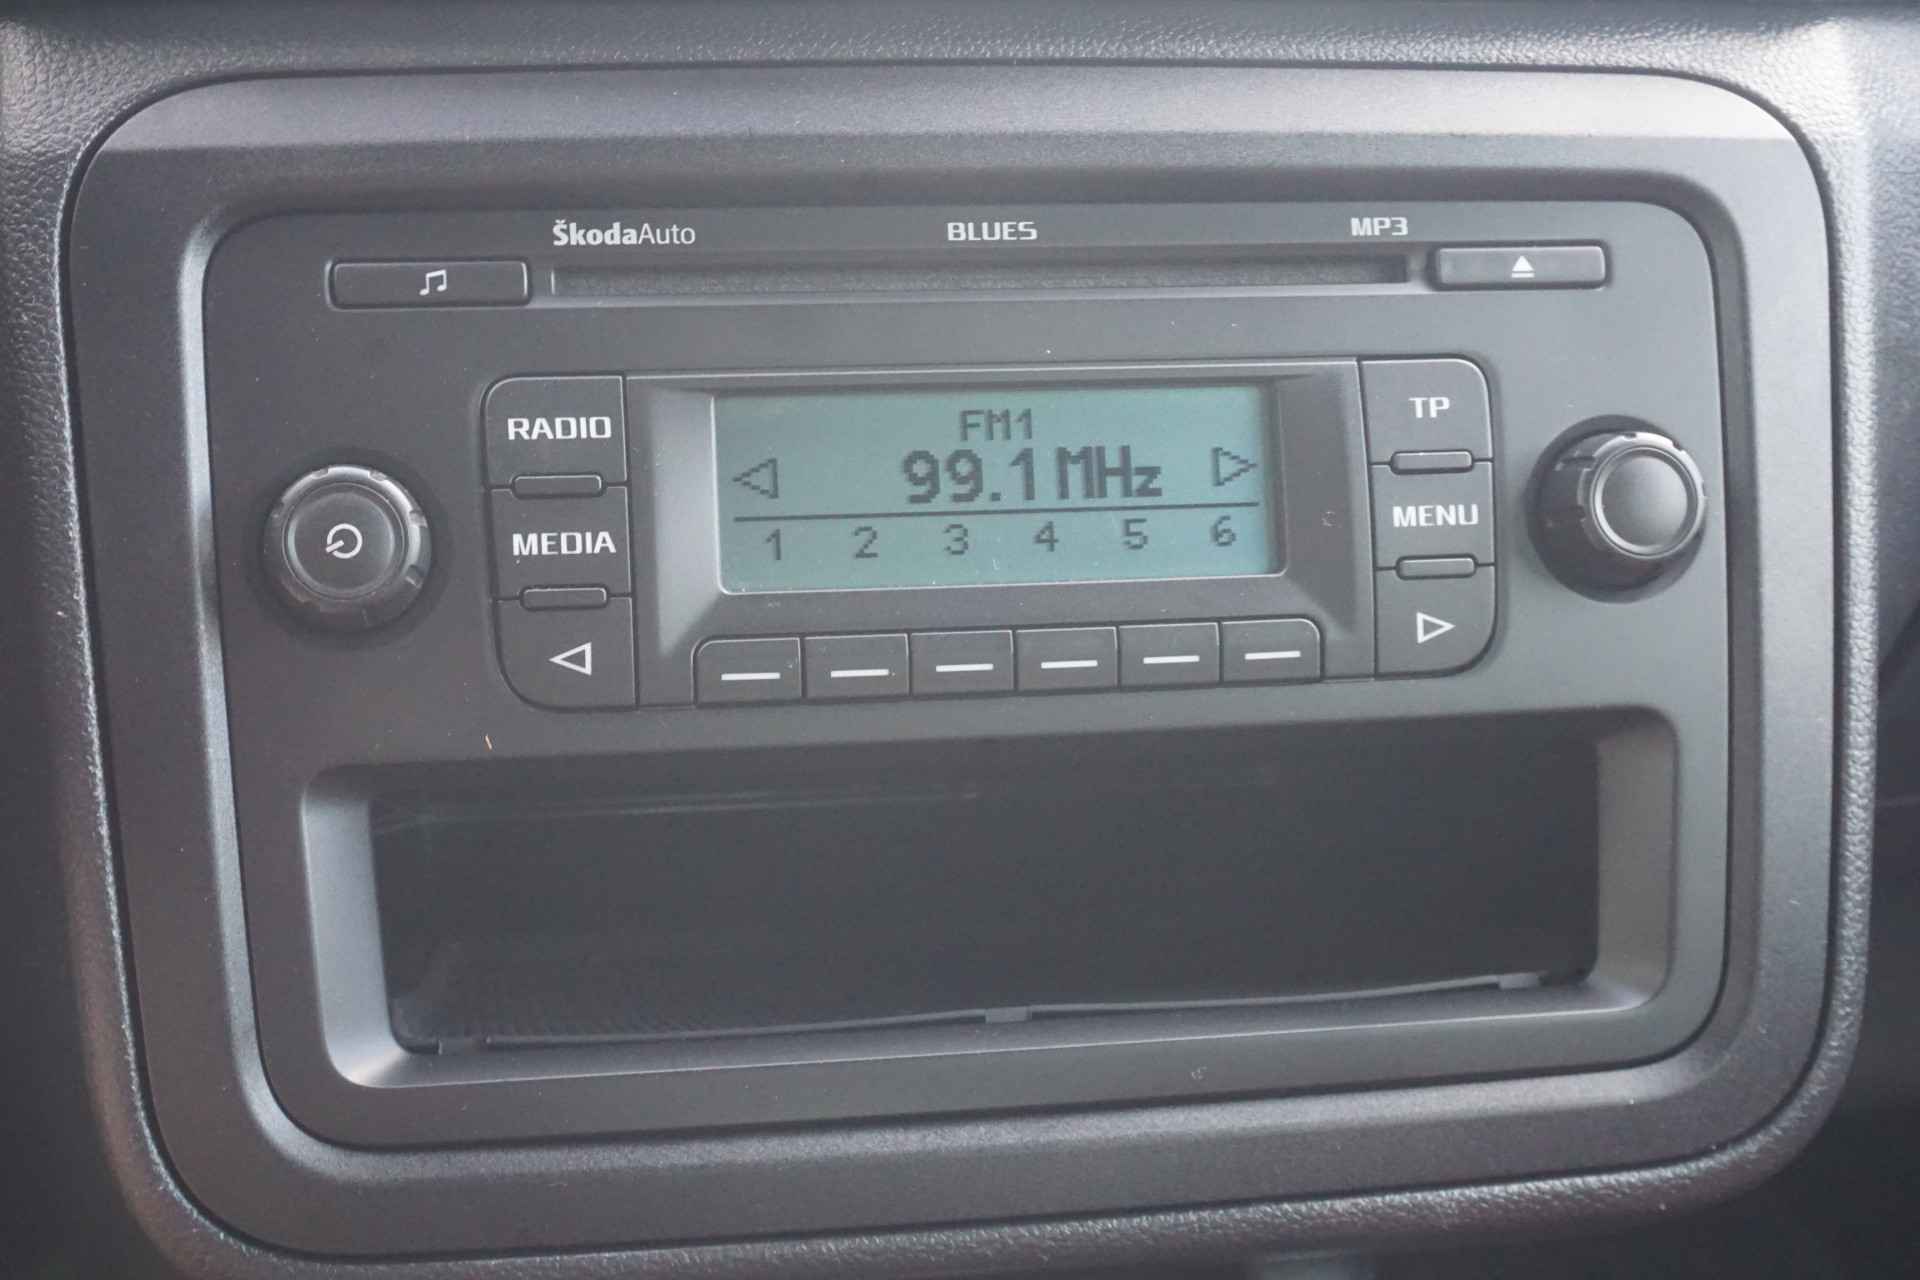 ŠkodaAuto BLUES MP3
RADIO
MEDIA
FM1
99.1 MHz
1 2 3 4 5 6
TP
MENU